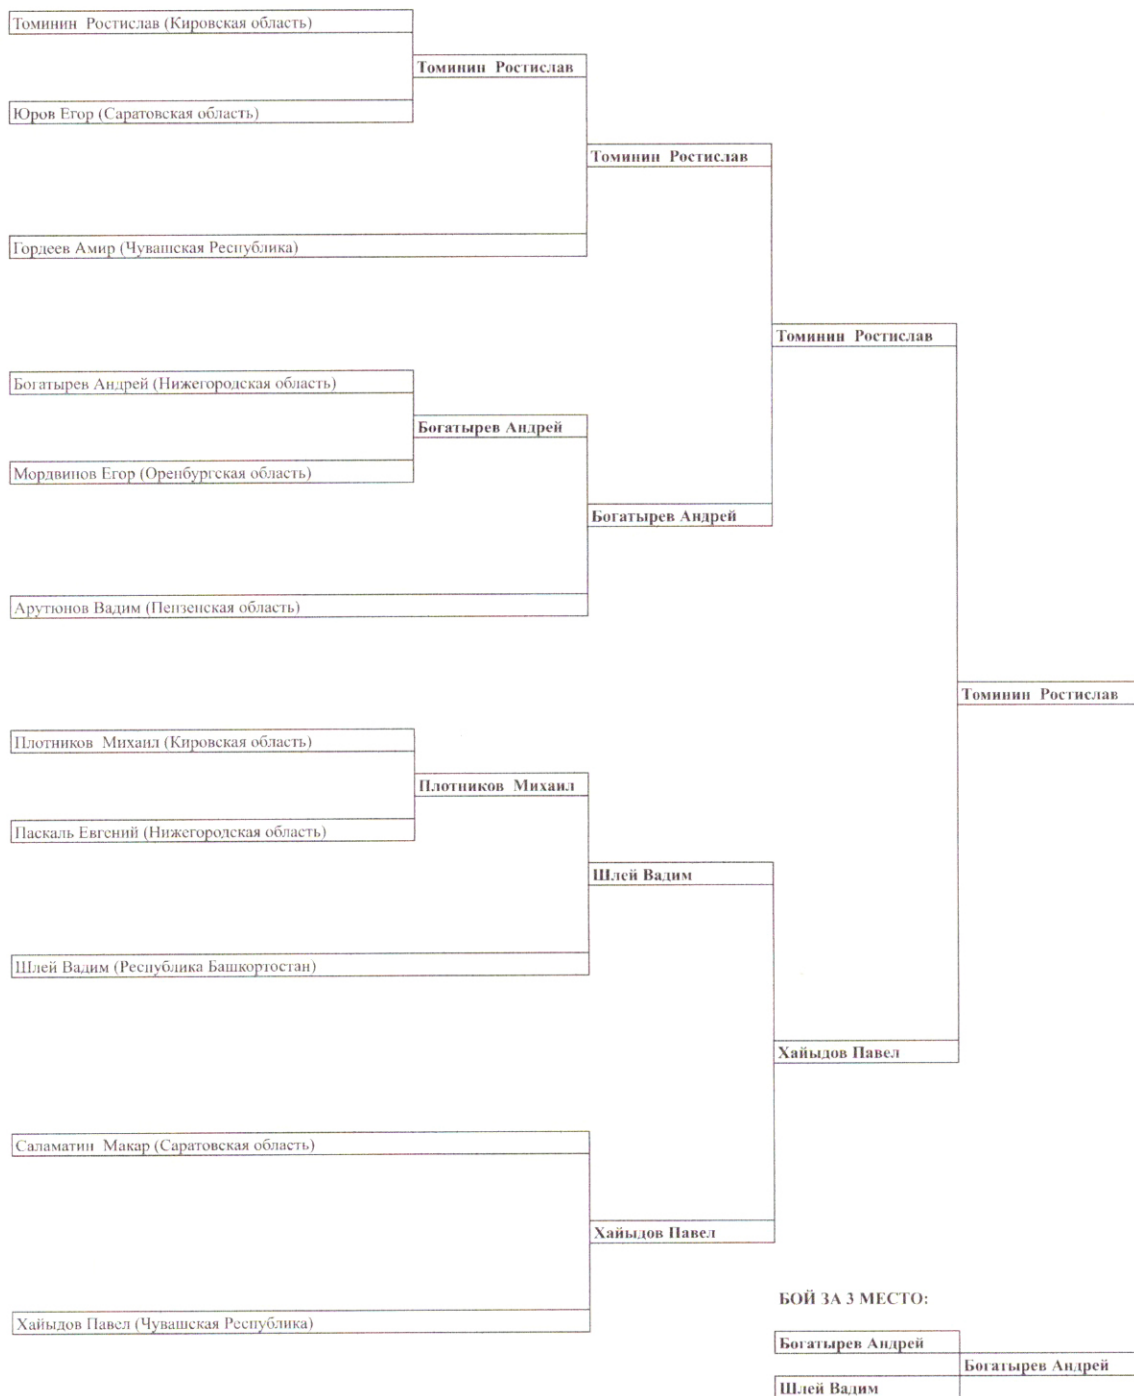 Томинин Ростислав (Кировская область)
Томинин Ростислав
Юров Егор (Саратовская область)
Томинин Ростислав
Гордеев Амир (Чувашская Республика)
Томинин Ростислав
Богатырев Андрей (Нижегородская область)
Богатырев Андрей
Мордвинов Егор (Оренбургская область)
Богатырев Андрей
Арутюнов Вадим (Пензенская область)
Томинин Ростислав
Плотников Михаил (Кировская область)
Плотников Михаил
Паскаль Евгений (Нижегородская область)
Шлей Вадим
Шлей Вадим (Республика Башкортостан)
Хайыдов Павел
Саламатин Макар (Саратовская область)
Хайыдов Павел
Хайыдов Павел (Чувашская Республика)
БОЙ ЗА 3 МЕСТО:
Богатырев Андрей
Богатырев Андрей
Шлей Вадим